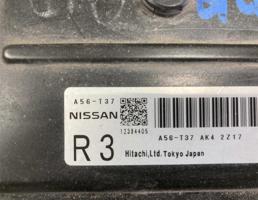 A56-T37
NISSAN
12384405
A56-T37 AK4 2Z17
R3
Hitachi,Ltd. Tokyo Japan